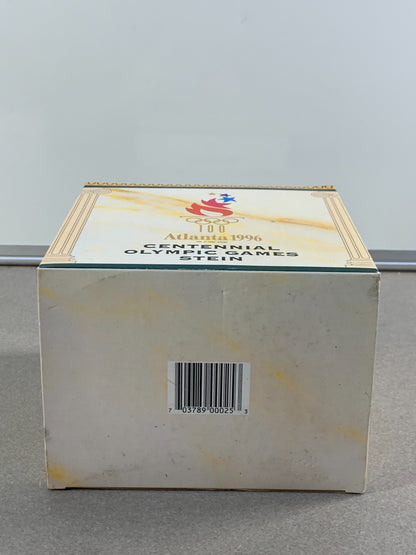 100
Atlanta 1996
CENTENNIAL
OLYMPIC GAMES
STEIN
7 03789 00025 3